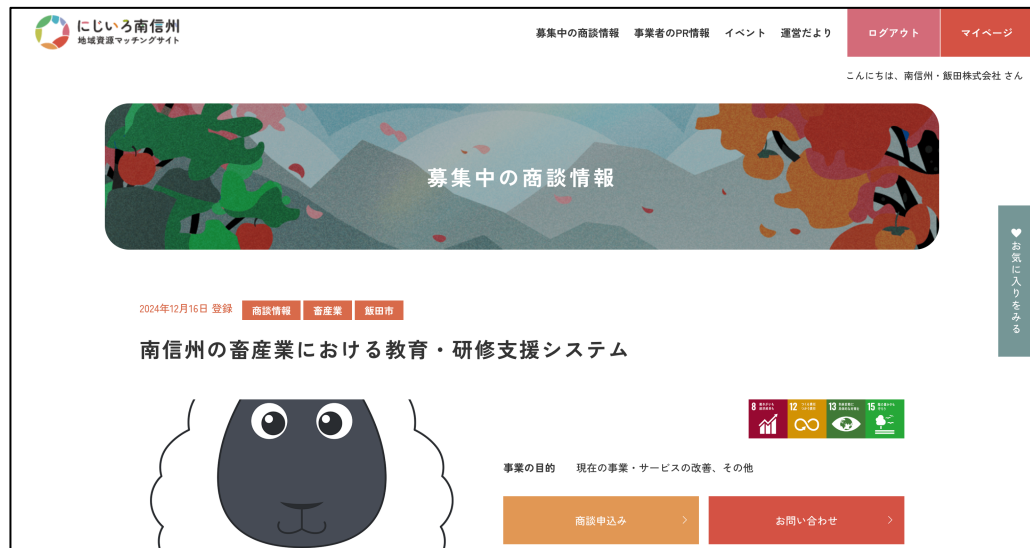 にじいろ南信州
地域資源マッチングサイト
募集中の商談情報 事業者のPR情報 イベント 運営だより ログアウト マイページ
こんにちは、南信州・飯田株式会社 さん
募集中の商談情報
お気に入りをみる
2024年12月16日 登録 商談情報 畜産業 飯田市
南信州の畜産業における教育・研修支援システム
8 12 13 15
事業の目的 現在の事業・サービスの改善、その他
商談申込み
お問い合わせ